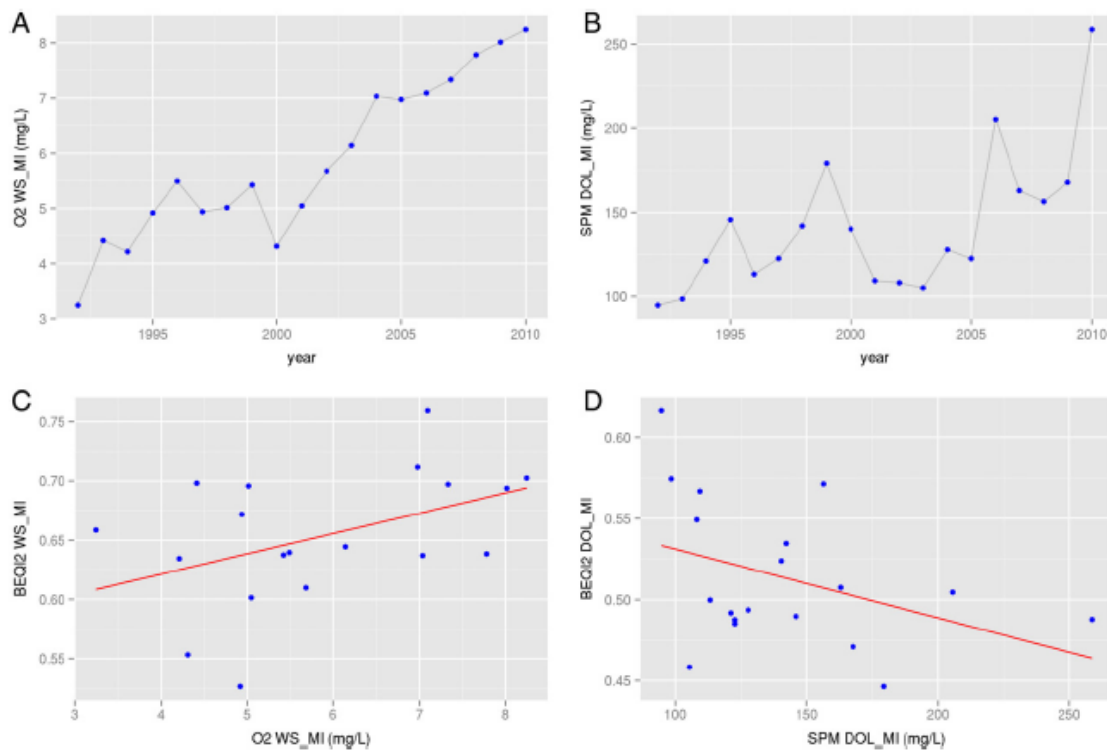 A
O2 WS_MI (mg/L)
8
7
6
5
4
3
1995 2000 2005 2010
year
B
SPM DOL_MI (mg/L)
250
200
150
100
1995 2000 2005 2010
year
C
BEQI2 WS_MI
0.75
0.70
0.65
0.60
0.55
3 4 5 6 7 8
O2 WS_MI (mg/L)
D
BEQI2 DOL_MI
0.60
0.55
0.50
0.45
100 150 200 250
SPM DOL_MI (mg/L)